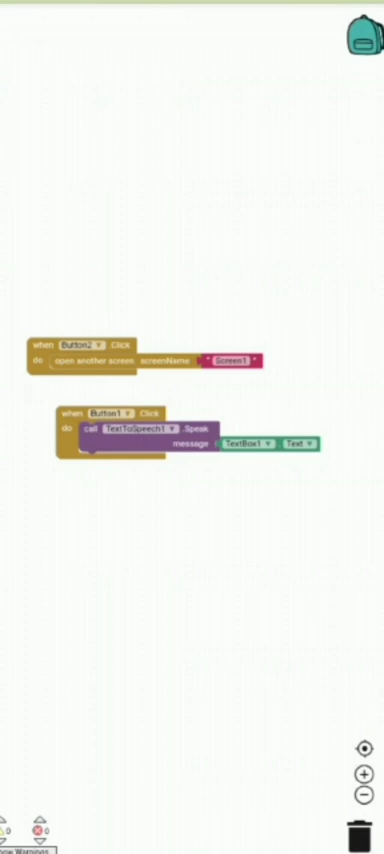 when Button2 .Click
do open another screen screenName " Screen1 "
when Button1 .Click
do call TextToSpeech1 .Speak
message TextBox1 . Text
0 0
Warnings